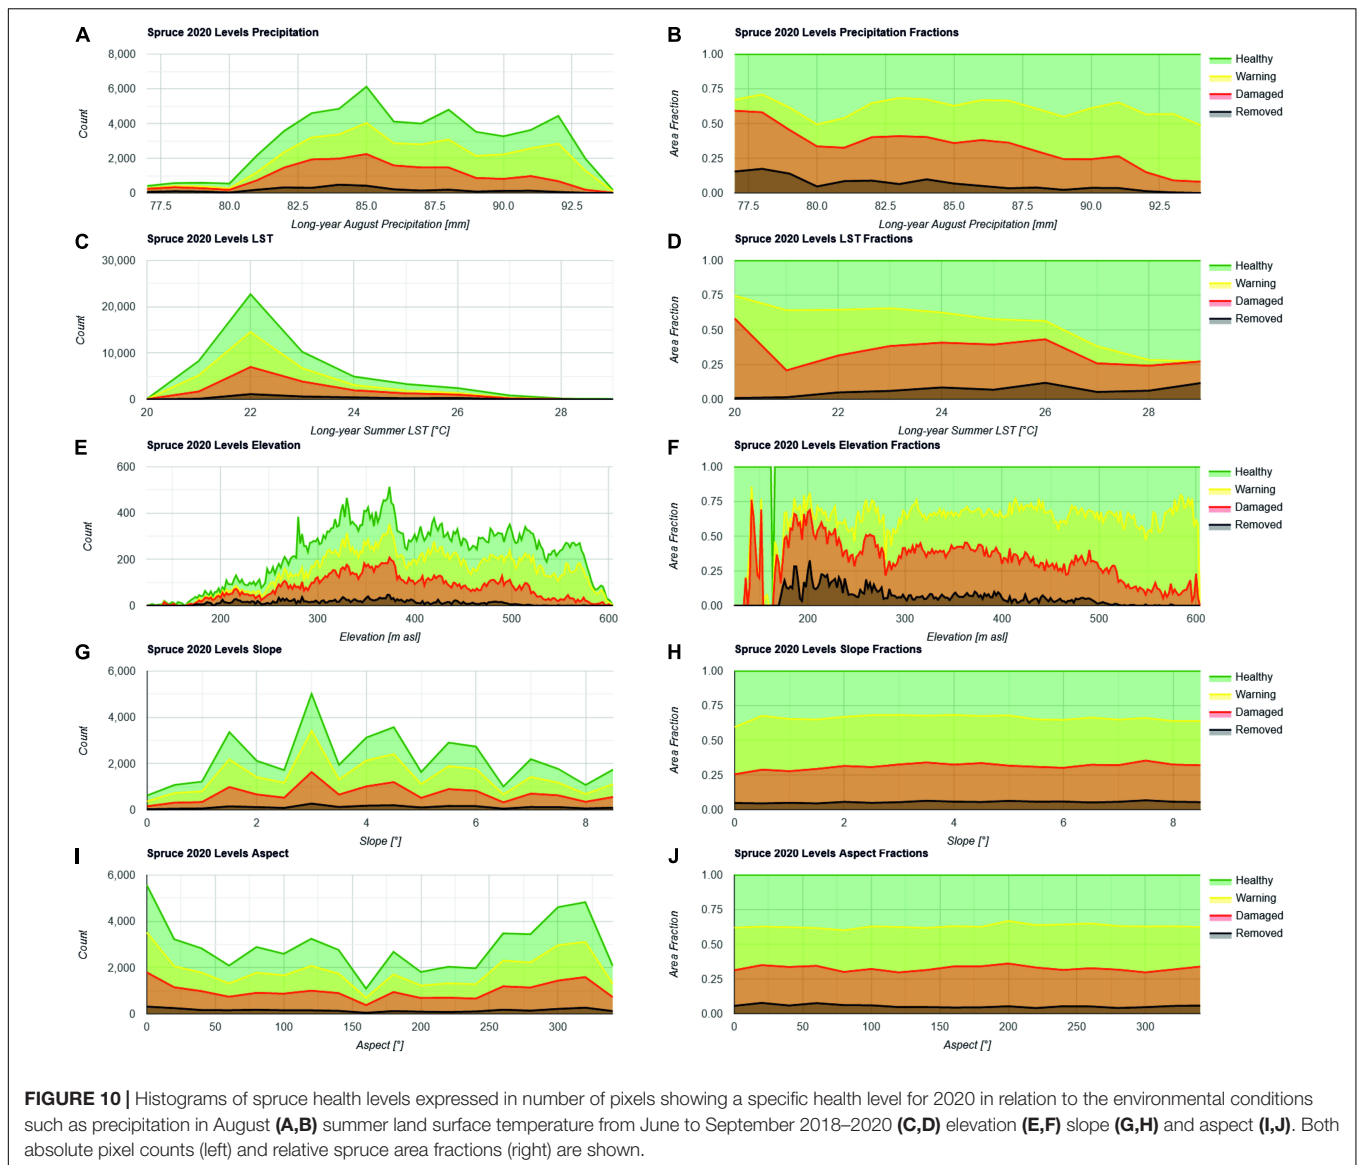 A
Spruce 2020 Levels Precipitation
8,000
6,000
4,000
2,000
0
Count
77.5 80.0 82.5 85.0 87.5 90.0 92.5
Long-year August Precipitation [mm]
B
Spruce 2020 Levels Precipitation Fractions
1.00
0.75
0.50
0.25
0.00
Area Fraction
77.5 80.0 82.5 85.0 87.5 90.0 92.5
Long-year August Precipitation [mm]
Healthy
Warning
Damaged
Removed
C
Spruce 2020 Levels LST
30,000
20,000
10,000
0
Count
20 22 24 26 28
Long-year Summer LST [°C]
D
Spruce 2020 Levels LST Fractions
1.00
0.75
0.50
0.25
0.00
Area Fraction
20 22 24 26 28
Long-year Summer LST [°C]
Healthy
Warning
Damaged
Removed
E
Spruce 2020 Levels Elevation
600
400
200
0
Count
200 300 400 500 600
Elevation [m asl]
F
Spruce 2020 Levels Elevation Fractions
1.00
0.75
0.50
0.25
0.00
Area Fraction
200 300 400 500 600
Elevation [m asl]
Healthy
Warning
Damaged
Removed
G
Spruce 2020 Levels Slope
6,000
4,000
2,000
0
Count
0 2 4 6 8
Slope [°]
H
Spruce 2020 Levels Slope Fractions
1.00
0.75
0.50
0.25
0.00
Area Fraction
0 2 4 6 8
Slope [°]
Healthy
Warning
Damaged
Removed
I
Spruce 2020 Levels Aspect
6,000
4,000
2,000
0
Count
0 50 100 150 200 250 300
Aspect [°]
J
Spruce 2020 Levels Aspect Fractions
1.00
0.75
0.50
0.25
0.00
Area Fraction
0 50 100 150 200 250 300
Aspect [°]
Healthy
Warning
Damaged
Removed
FIGURE 10 | Histograms of spruce health levels expressed in number of pixels showing a specific health level for 2020 in relation to the environmental conditions
such as precipitation in August (A,B) summer land surface temperature from June to September 2018–2020 (C,D) elevation (E,F) slope (G,H) and aspect (I,J). Both
absolute pixel counts (left) and relative spruce area fractions (right) are shown.